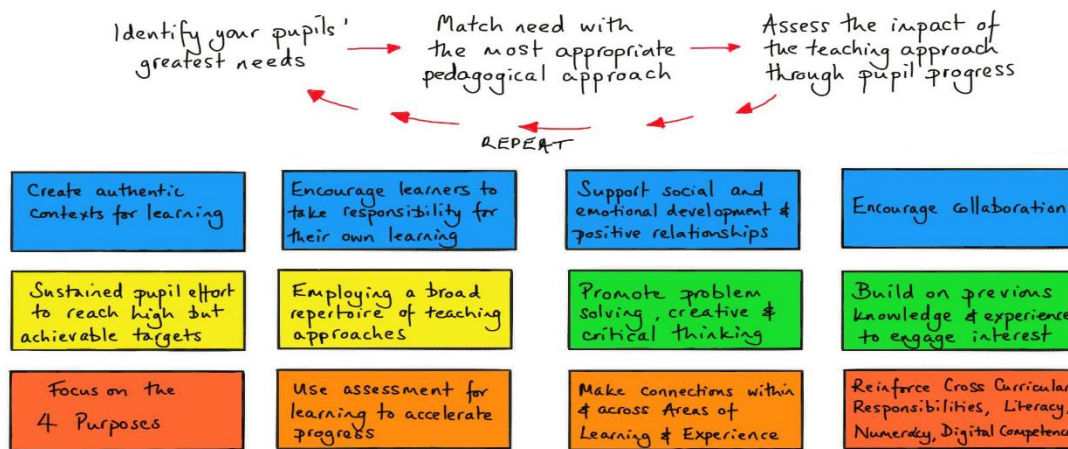 Identify your pupils'
greatest needs
Match need with
the most appropriate
pedagogical approach
Assess the impact of
the teaching approach
through pupil progress
REPEAT
Create authentic
contexts for learning
Encourage learners to
take responsibility for
their own learning
Support social and
emotional development &
positive relationships
Encourage collaboration
Sustained pupil effort
to reach high but
achievable targets
Employing a broad
repertoire of teaching
approaches
Promote problem
solving, creative &
critical thinking
Build on previous
knowledge & experience
to engage interest
Focus on the
4 Purposes
Use assessment for
learning to accelerate
progress
Make connections within
& across Areas of
Learning & Experience
Reinforce Cross Curricular
Responsibilities, Literacy,
Numeracy, Digital Competence